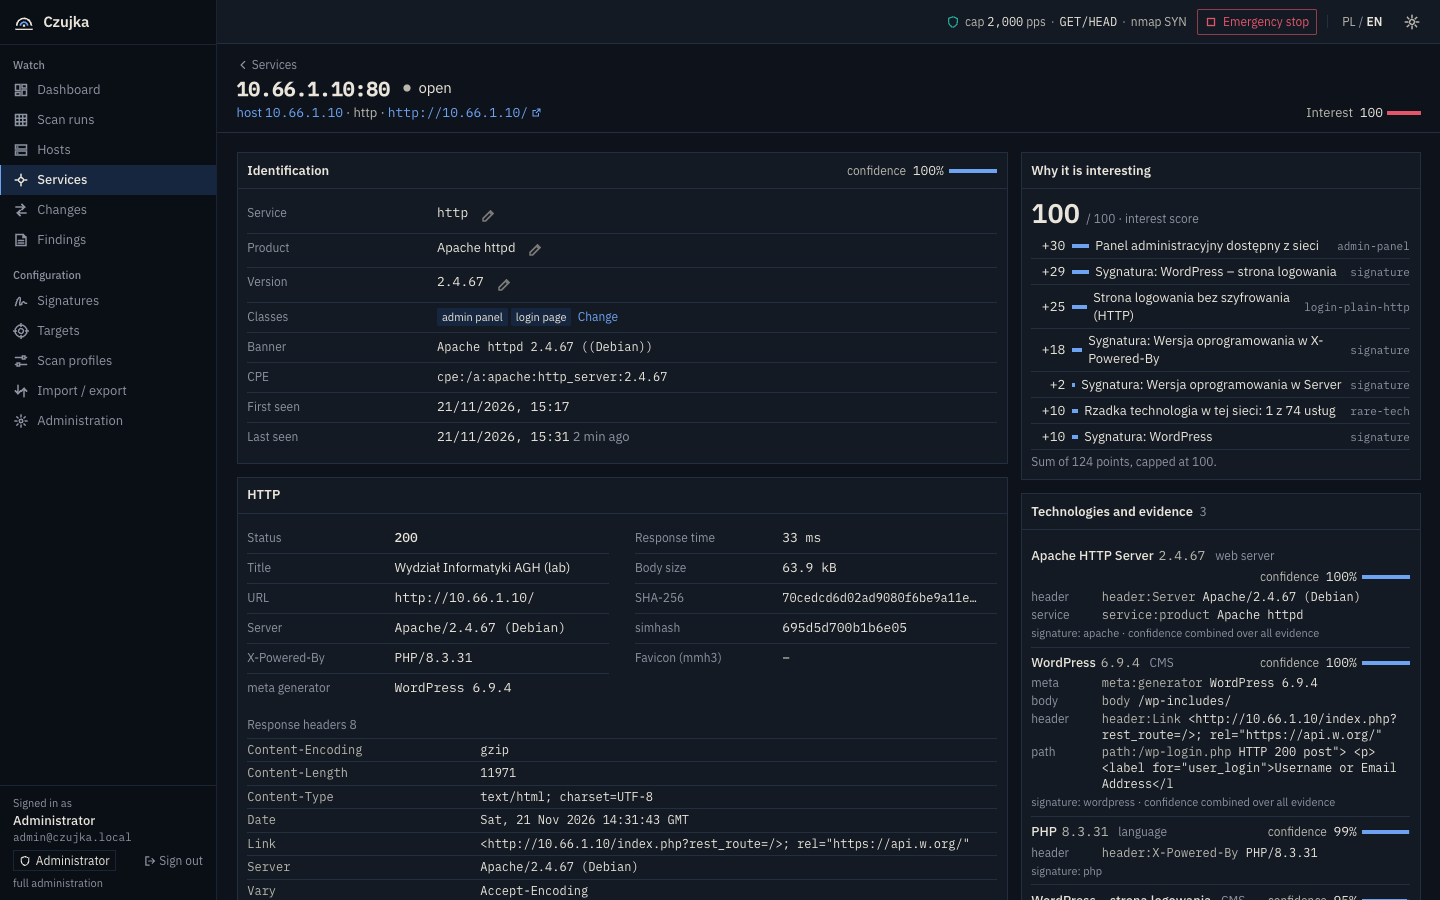 Czujka
cap 2,000 pps · GET/HEAD · nmap SYN
Emergency stop
PL / EN
Watch
Dashboard
Scan runs
Hosts
Services
Changes
Findings
Configuration
Signatures
Targets
Scan profiles
Import / export
Administration
Signed in as
Administrator
admin@czujka.local
Administrator
Sign out
full administration
Services
10.66.1.10:80 open
host 10.66.1.10 · http · http://10.66.1.10/
Interest 100
Identification
confidence 100%
Service http
Product Apache httpd
Version 2.4.67
Classes admin panel login page Change
Banner Apache httpd 2.4.67 ((Debian))
CPE cpe:/a:apache:http_server:2.4.67
First seen 21/11/2026, 15:17
Last seen 21/11/2026, 15:31 2 min ago
HTTP
Status 200
Title Wydział Informatyki AGH (lab)
URL http://10.66.1.10/
Server Apache/2.4.67 (Debian)
X-Powered-By PHP/8.3.31
meta generator WordPress 6.9.4
Response time 33 ms
Body size 63.9 kB
SHA-256 70cedcd6d02ad9080f6be9a11e…
simhash 695d5d700b1b6e05
Favicon (mmh3) –
Response headers 8
Content-Encoding gzip
Content-Length 11971
Content-Type text/html; charset=UTF-8
Date Sat, 21 Nov 2026 14:31:43 GMT
Link <http://10.66.1.10/index.php?rest_route=/>; rel="https://api.w.org/"
Server Apache/2.4.67 (Debian)
Vary Accept-Encoding
Why it is interesting
100 / 100 · interest score
+30 Panel administracyjny dostępny z sieci admin-panel
+29 Sygnatura: WordPress – strona logowania signature
+25 Strona logowania bez szyfrowania
(HTTP) login-plain-http
+18 Sygnatura: Wersja oprogramowania w X-
Powered-By signature
+2 Sygnatura: Wersja oprogramowania w Server signature
+10 Rzadka technologia w tej sieci: 1 z 74 usług rare-tech
+10 Sygnatura: WordPress signature
Sum of 124 points, capped at 100.
Technologies and evidence 3
Apache HTTP Server 2.4.67 web server
confidence 100%
header header:Server Apache/2.4.67 (Debian)
service service:product Apache httpd
signature: apache · confidence combined over all evidence
WordPress 6.9.4 CMS confidence 100%
meta meta:generator WordPress 6.9.4
body body /wp-includes/
header header:Link <http://10.66.1.10/index.php?
rest_route=/>; rel="https://api.w.org/"
path path:/wp-login.php HTTP 200 post"> <p>
<label for="user_login">Username or Email
Address</l
signature: wordpress · confidence combined over all evidence
PHP 8.3.31 language confidence 99%
header header:X-Powered-By PHP/8.3.31
signature: php
WordPress – strona logowania CMS confidence 95%